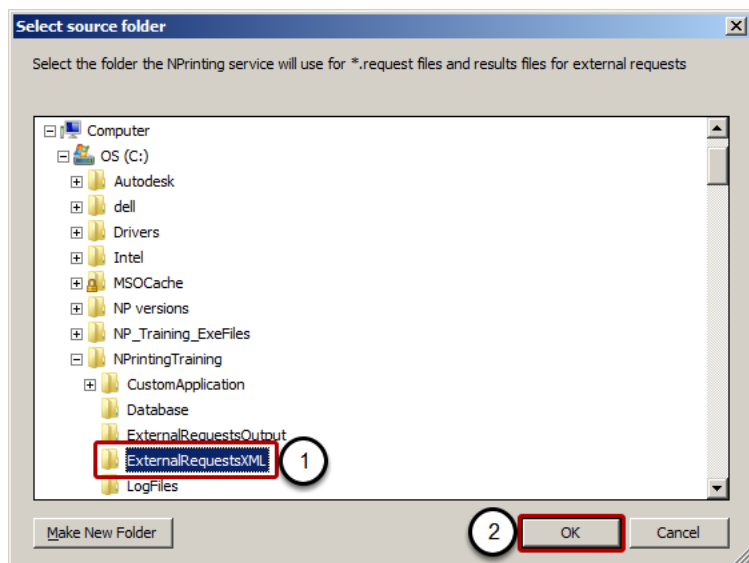 Select source folder
Select the folder the NPrinting service will use for *.request files and results files for external requests
Computer
OS (C:)
Autodesk
dell
Drivers
Intel
MSOCache
NP versions
NP_Training_ExeFiles
NPrintingTraining
CustomApplication
Database
ExternalRequestsOutput
ExternalRequestsXML 1
LogFiles
Make New Folder 2 OK Cancel